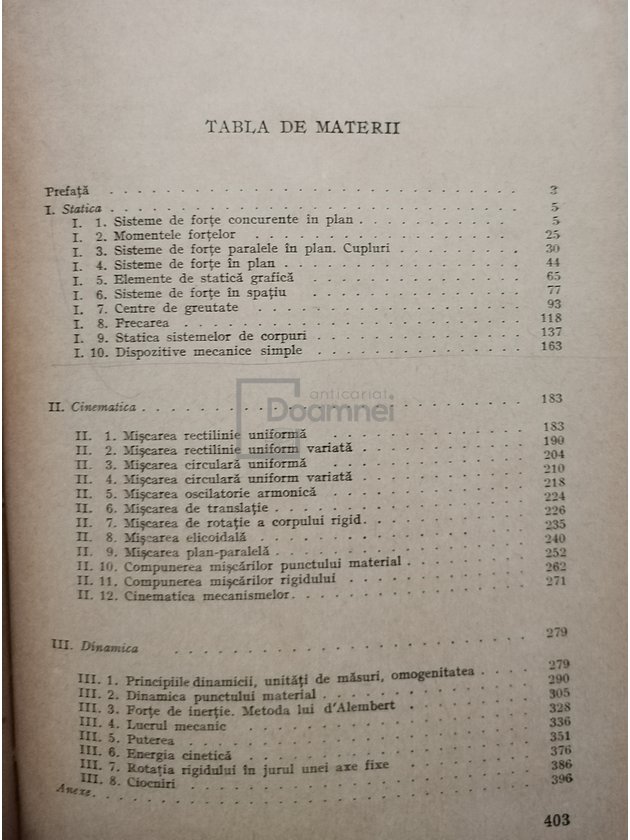 TABLA DE MATERII
Prefață . . . . . . . . . . . . . . . . . . . 3
I. Statica . . . . . . . . . . . . . . . . . . . 5
I. 1. Sisteme de forțe concurente în plan . . . . . . . . . . 5
I. 2. Momentele forțelor . . . . . . . . . . . . . . . 25
I. 3. Sisteme de forțe paralele în plan. Cupluri . . . . . . . . 30
I. 4. Sisteme de forțe în plan . . . . . . . . . . . . . 44
I. 5. Elemente de statică grafică . . . . . . . . . . . . 65
I. 6. Sisteme de forțe în spațiu . . . . . . . . . . . . 77
I. 7. Centre de greutate . . . . . . . . . . . . . . . 93
I. 8. Frecarea . . . . . . . . . . . . . . . . . . 118
I. 9. Statica sistemelor de corpuri . . . . . . . . . . . . 137
I. 10. Dispozitive mecanice simple . . . . . . . . . . . . 163
anticariat
Doamnei
II. Cinematica . . . . . . . . . . . . . . . . . . 183
II. 1. Mișcarea rectilinie uniformă . . . . . . . . . . . 183
II. 2. Mișcarea rectilinie uniform variată . . . . . . . . . 190
II. 3. Mișcarea circulară uniformă . . . . . . . . . . . 204
II. 4. Mișcarea circulară uniform variată . . . . . . . . . 210
II. 5. Mișcarea oscilatorie armonică . . . . . . . . . . . 218
II. 6. Mișcarea de translație . . . . . . . . . . . . . 224
II. 7. Mișcarea de rotație a corpului rigid . . . . . . . . . 226
II. 8. Mișcarea elicoidală . . . . . . . . . . . . . . 235
II. 9. Mișcarea plan-paralelă . . . . . . . . . . . . . 240
II. 10. Compunerea mișcărilor punctului material . . . . . . . 252
II. 11. Compunerea mișcărilor rigidului . . . . . . . . . . 262
II. 12. Cinematica mecanismelor . . . . . . . . . . . . 271
III. Dinamica . . . . . . . . . . . . . . . . . . 279
III. 1. Principiile dinamicii, unități de măsuri, omogenitatea . . . . 279
III. 2. Dinamica punctului material . . . . . . . . . . . 290
III. 3. Forțe de inerție. Metoda lui d'Alembert . . . . . . . . 305
III. 4. Lucrul mecanic . . . . . . . . . . . . . . . 328
III. 5. Puterea . . . . . . . . . . . . . . . . . . 336
III. 6. Energia cinetică . . . . . . . . . . . . . . . 351
III. 7. Rotația rigidului în jurul unei axe fixe . . . . . . . . 376
III. 8. Ciocniri . . . . . . . . . . . . . . . . . . 386
Anexe . . . . . . . . . . . . . . . . . . . . 396
403